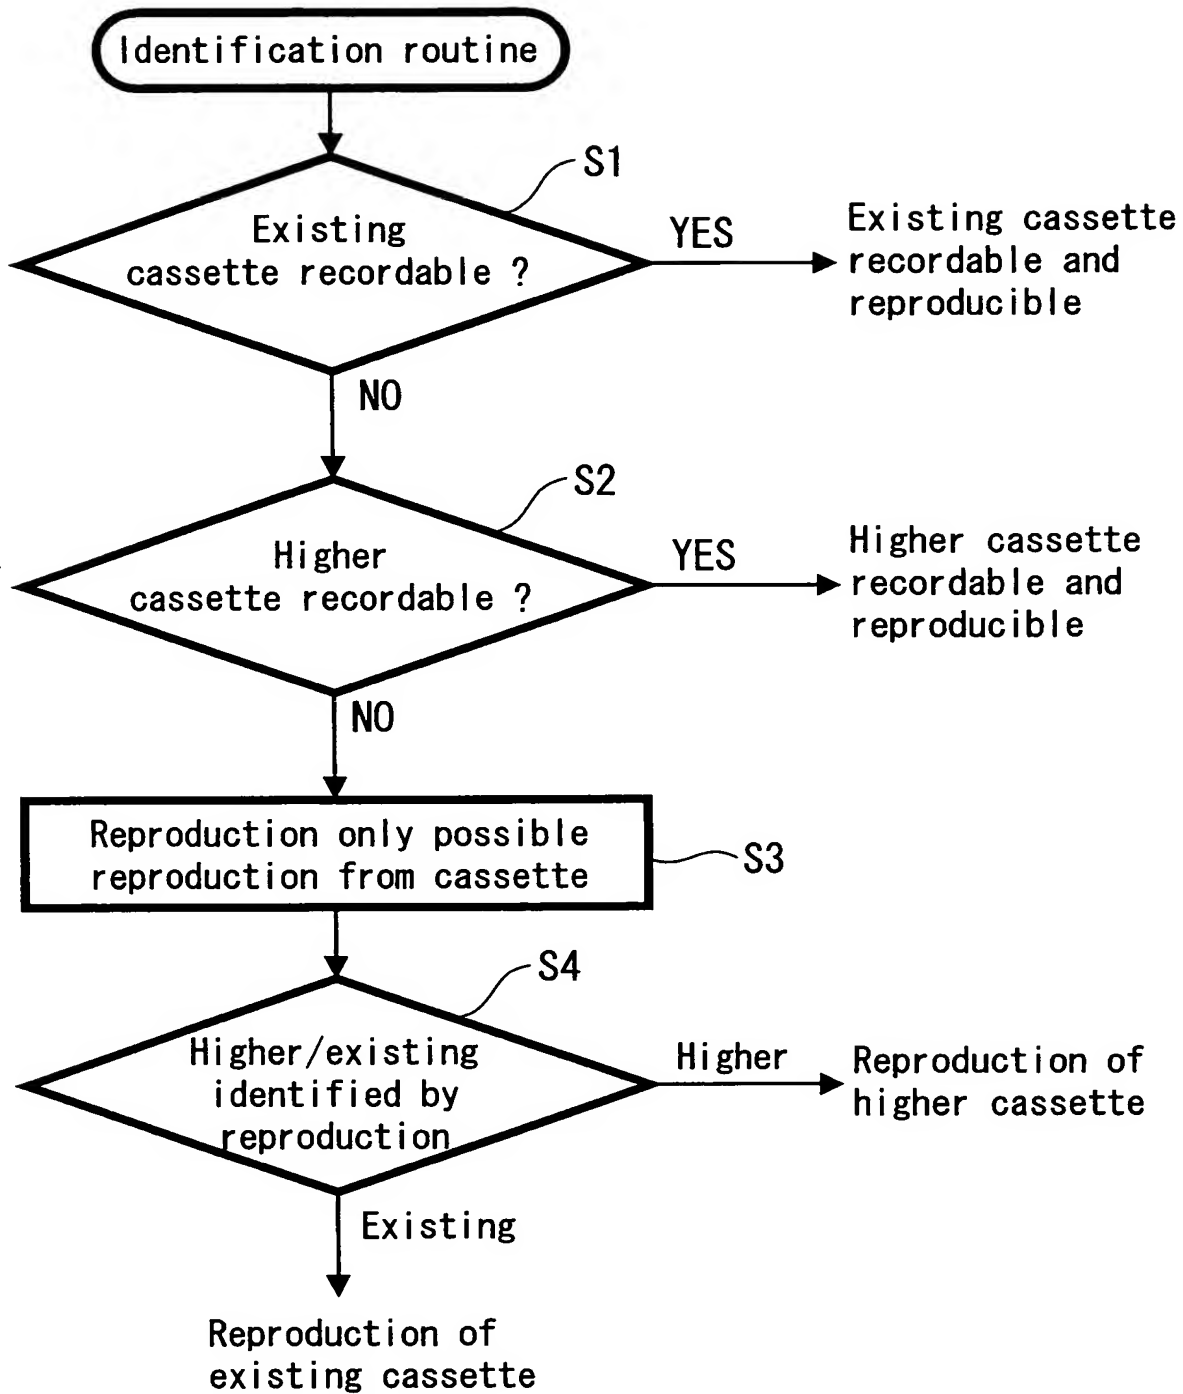 Identification routine
S1
Existing
cassette recordable ?
YES
Existing cassette
recordable and
reproducible
NO
S2
Higher
cassette recordable ?
YES
Higher cassette
recordable and
reproducible
NO
Reproduction only possible
reproduction from cassette
S3
S4
Higher/existing
identified by
reproduction
Higher
Reproduction of
higher cassette
Existing
Reproduction of
existing cassette